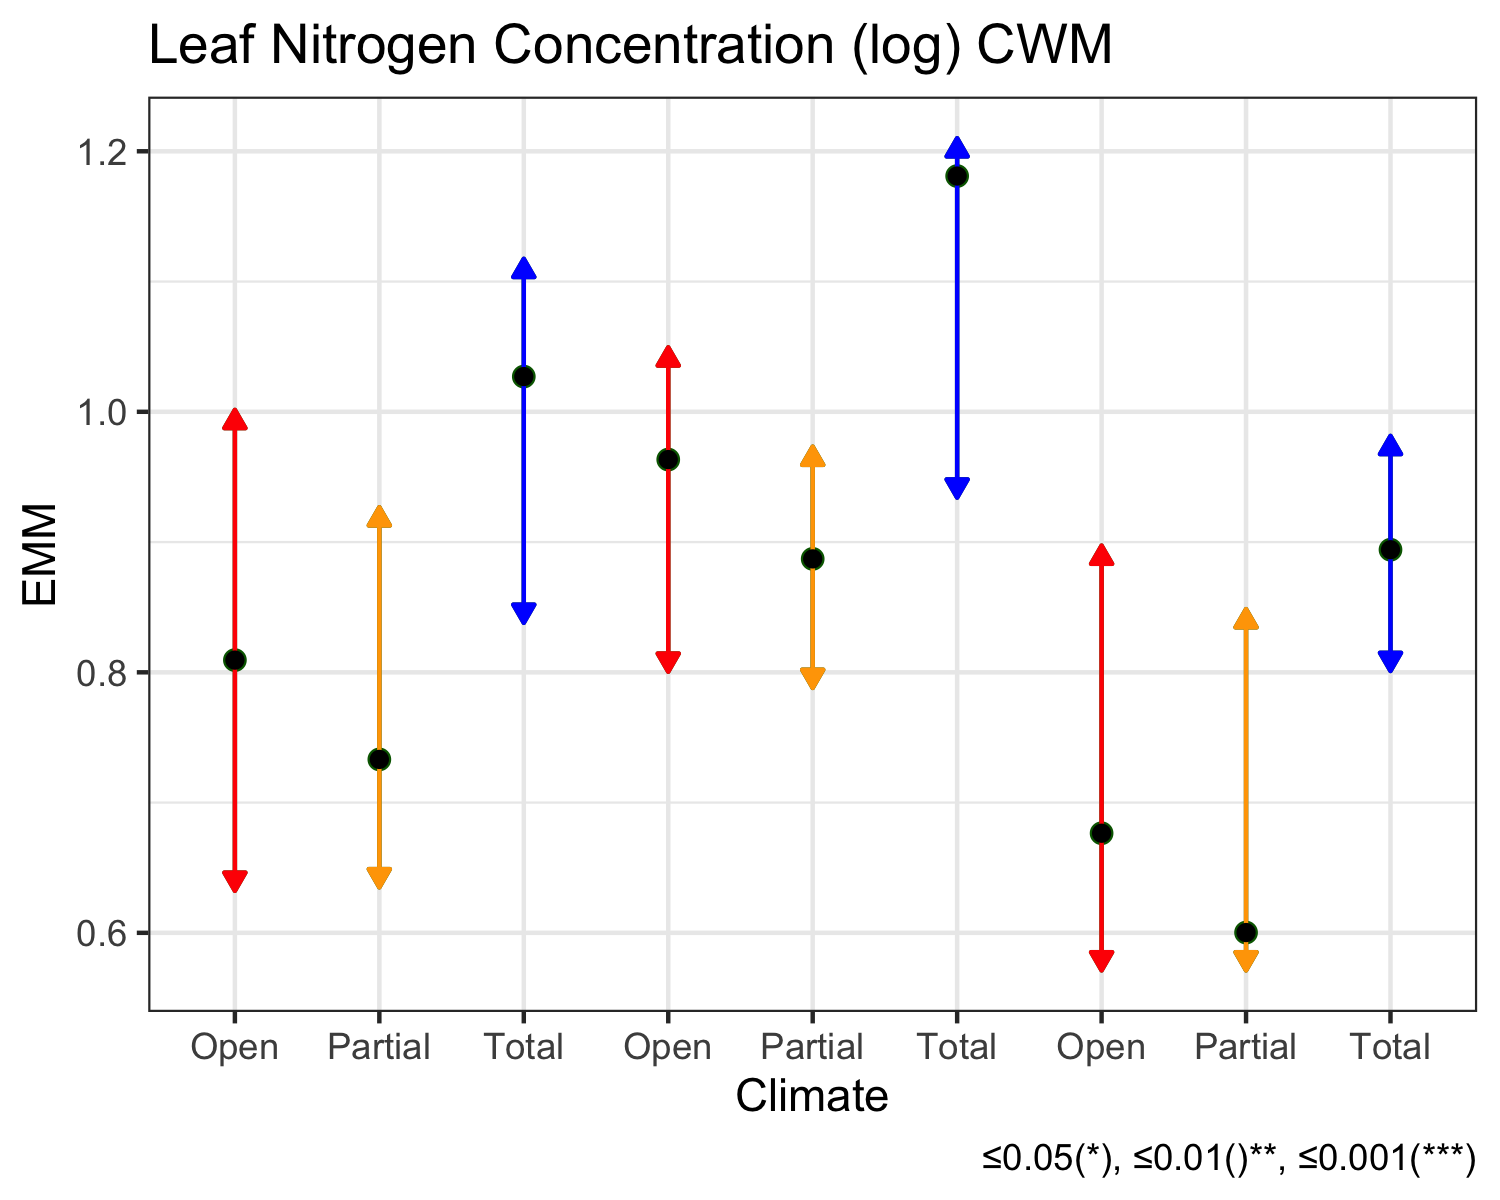 Leaf Nitrogen Concentration (log) CWM
1.2
1.0
0.8
0.6
EMM
Open Partial Total Open Partial Total Open Partial Total
Climate
≤0.05(*), ≤0.01()**, ≤0.001(***)